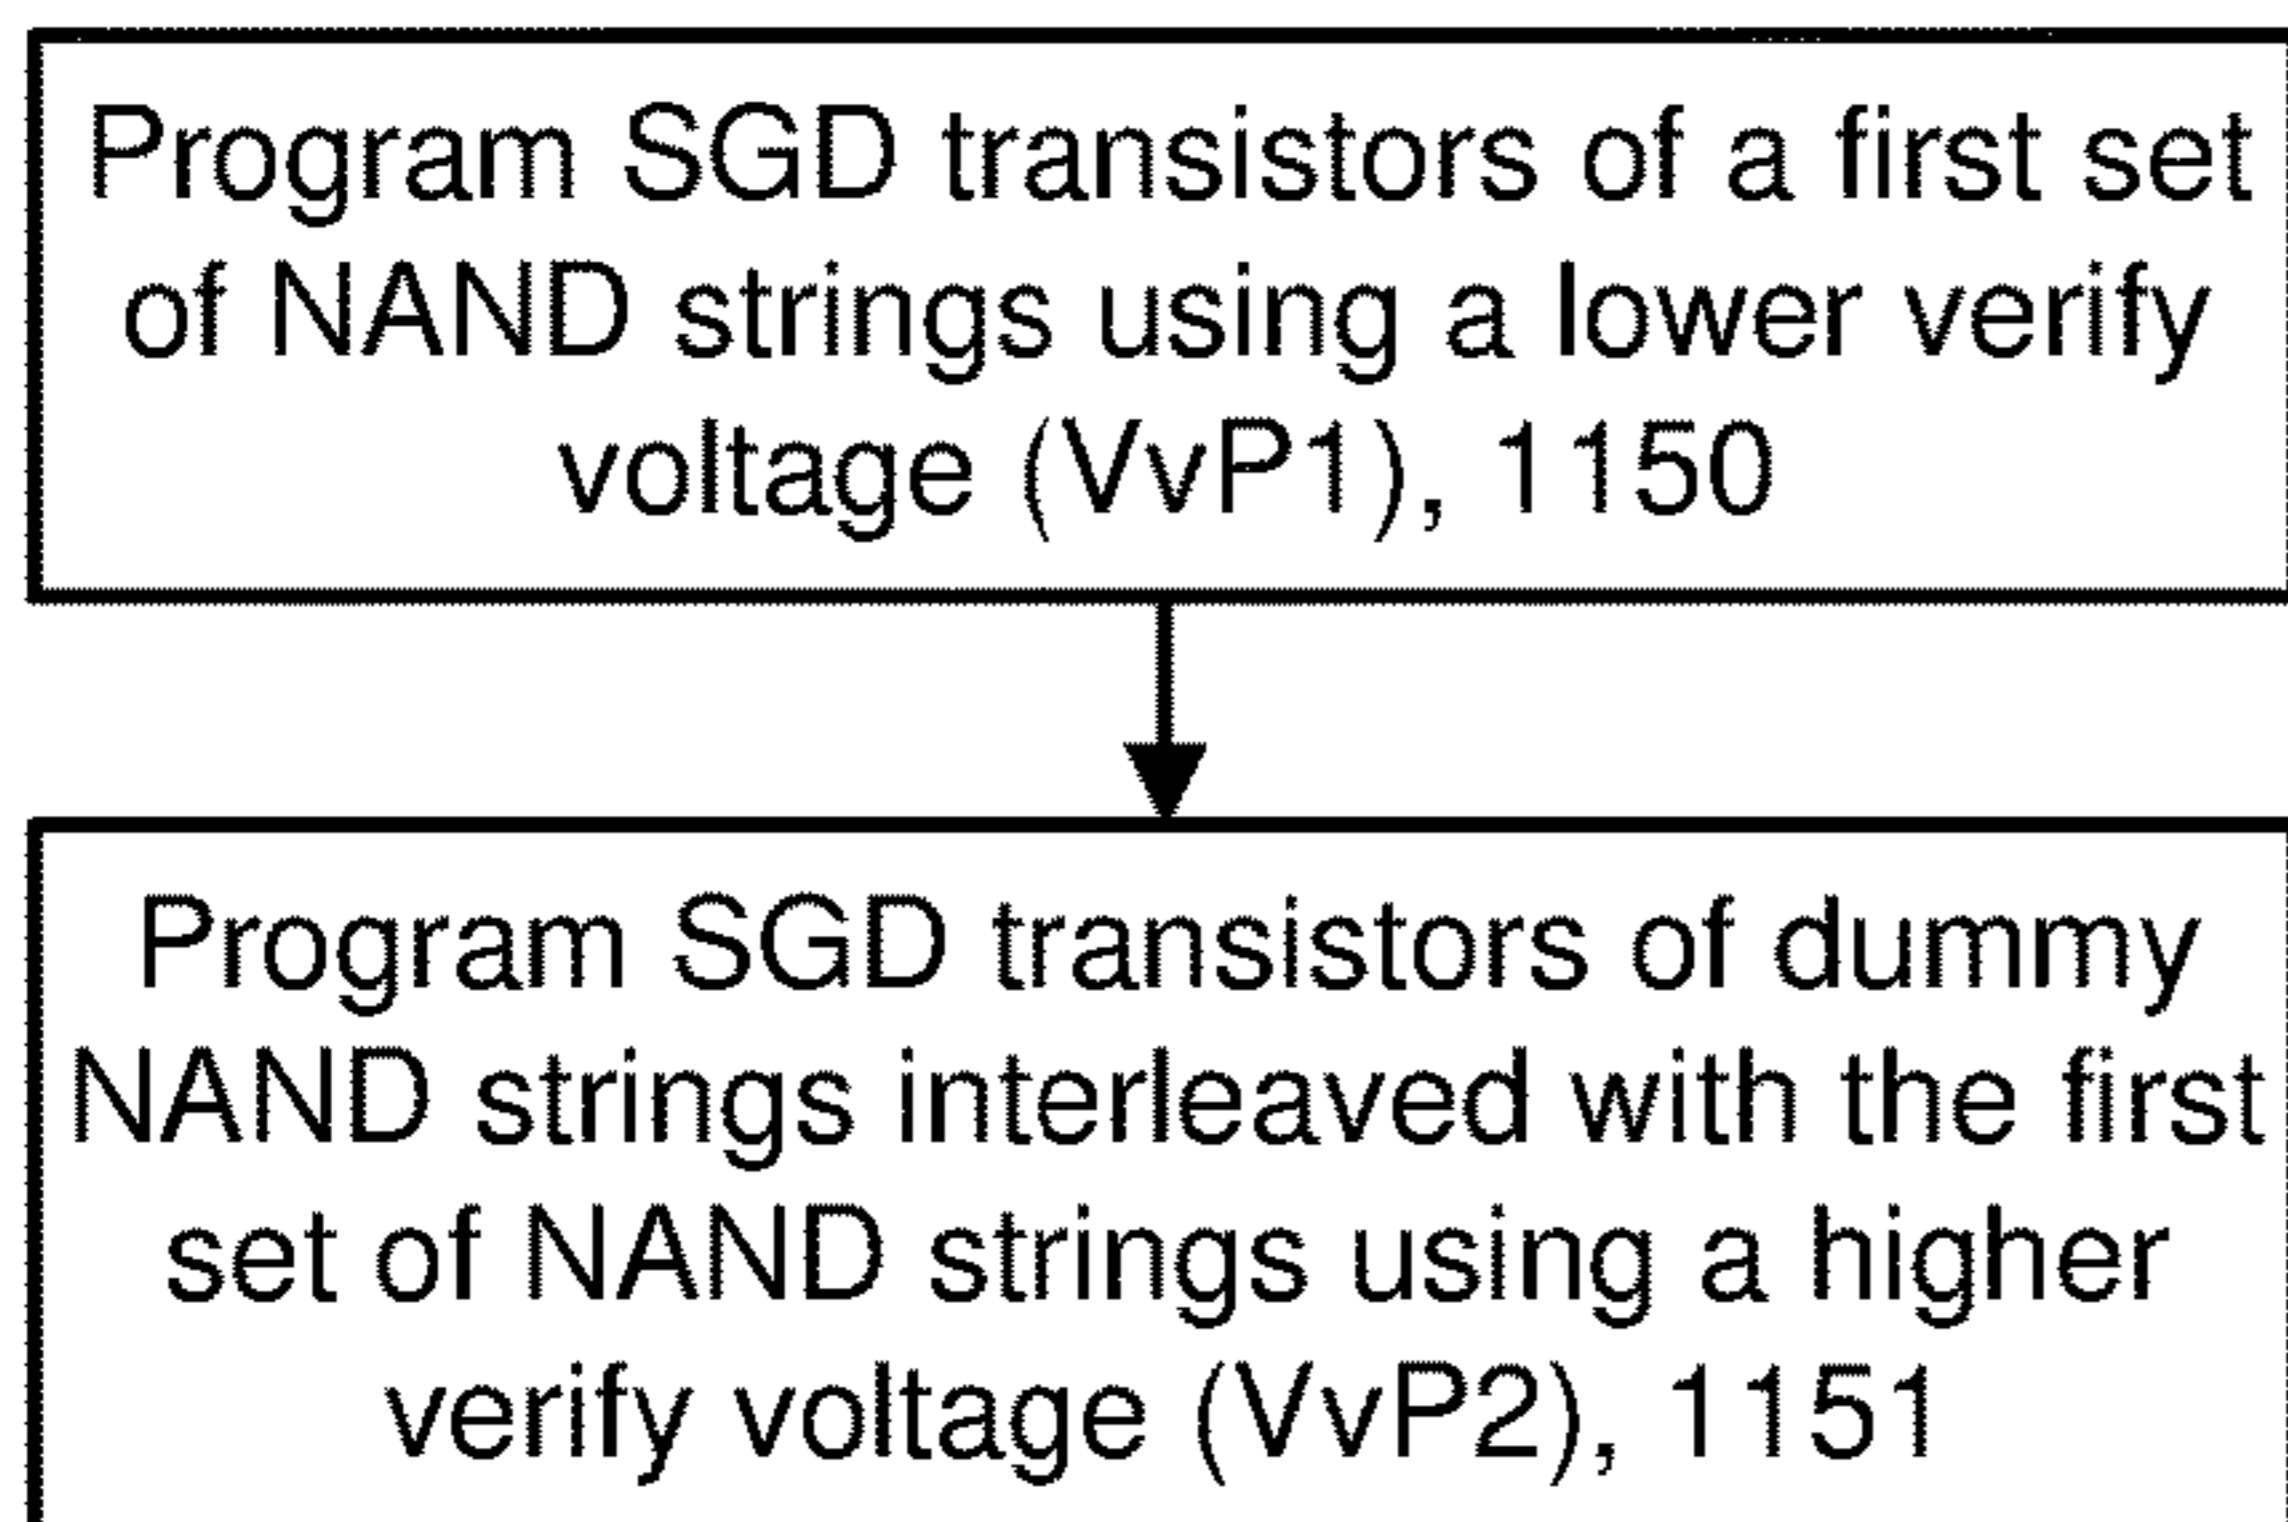 Program SGD transistors of a first set
of NAND strings using a lower verify
voltage (VvP1), 1150
Program SGD transistors of dummy
NAND strings interleaved with the first
set of NAND strings using a higher
verify voltage (VvP2), 1151